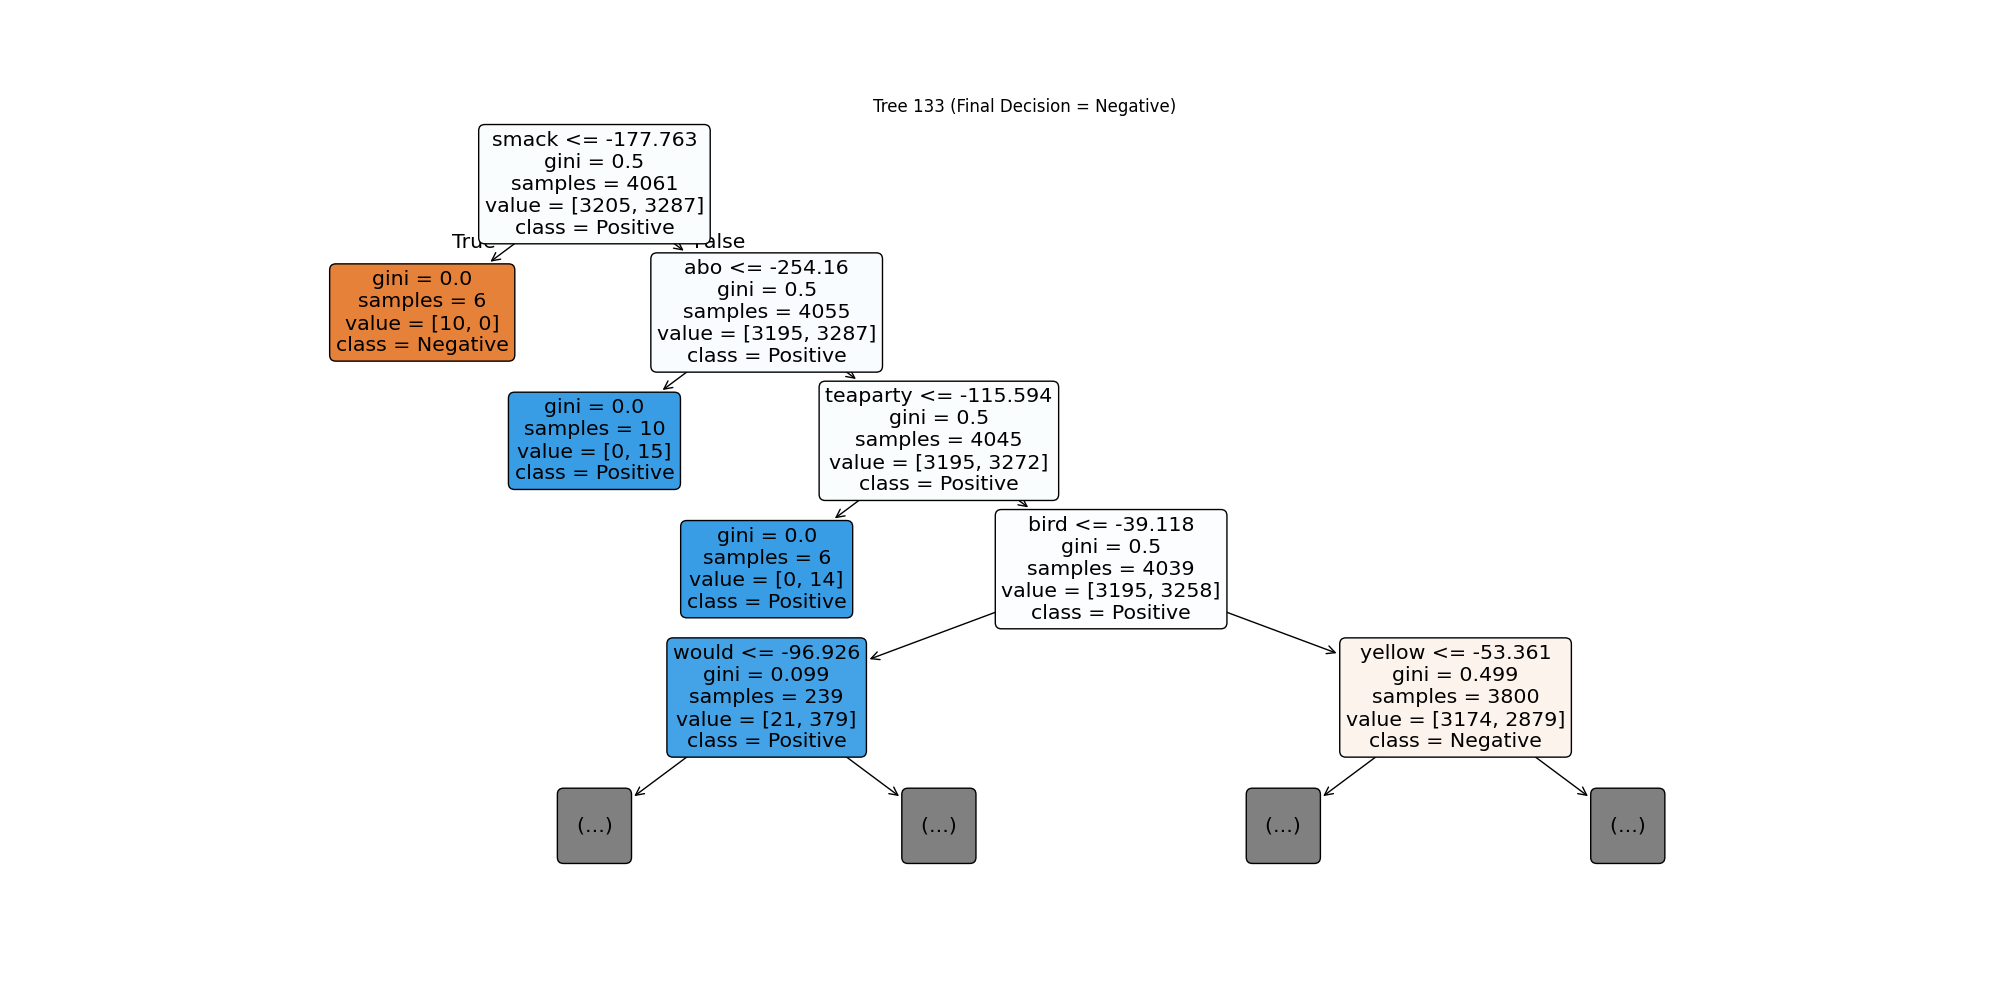 Tree 133 (Final Decision = Negative)
smack <= -177.763
gini = 0.5
samples = 4061
value = [3205, 3287]
class = Positive
True
False
gini = 0.0
samples = 6
value = [10, 0]
class = Negative
abo <= -254.16
gini = 0.5
samples = 4055
value = [3195, 3287]
class = Positive
gini = 0.0
samples = 10
value = [0, 15]
class = Positive
teaparty <= -115.594
gini = 0.5
samples = 4045
value = [3195, 3272]
class = Positive
gini = 0.0
samples = 6
value = [0, 14]
class = Positive
bird <= -39.118
gini = 0.5
samples = 4039
value = [3195, 3258]
class = Positive
would <= -96.926
gini = 0.099
samples = 239
value = [21, 379]
class = Positive
yellow <= -53.361
gini = 0.499
samples = 3800
value = [3174, 2879]
class = Negative
(...)
(...)
(...)
(...)